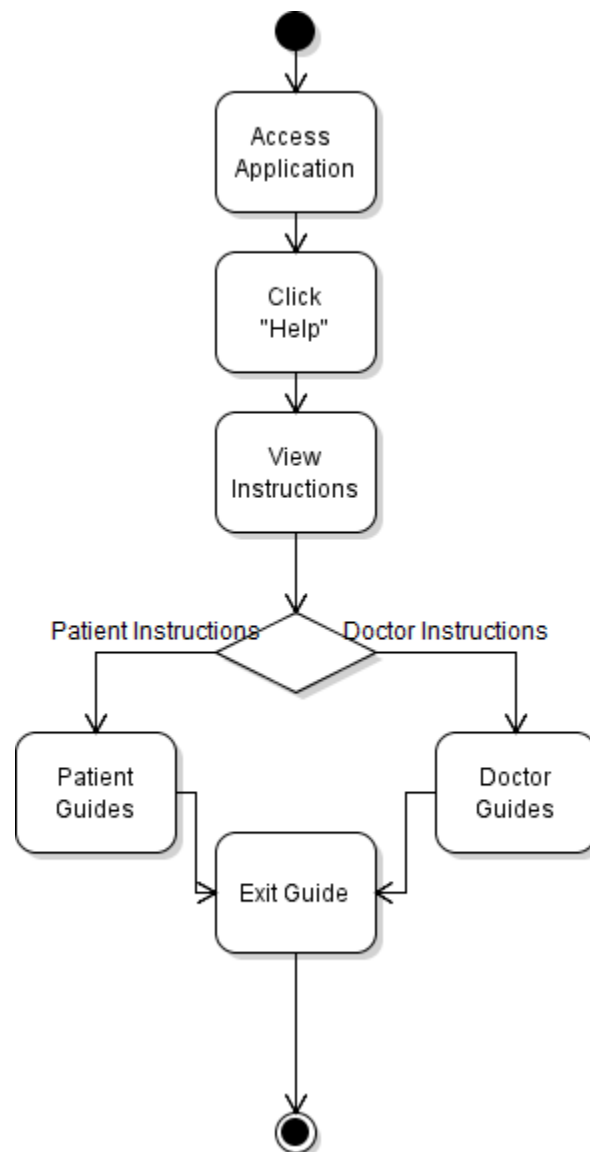 Access
Application
Click
"Help"
View
Instructions
Patient Instructions
Doctor Instructions
Patient
Guides
Doctor
Guides
Exit Guide